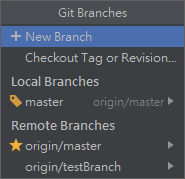 Git Branches
New Branch
Checkout Tag or Revision...
Local Branches
master origin/master
Remote Branches
origin/master
origin/testBranch